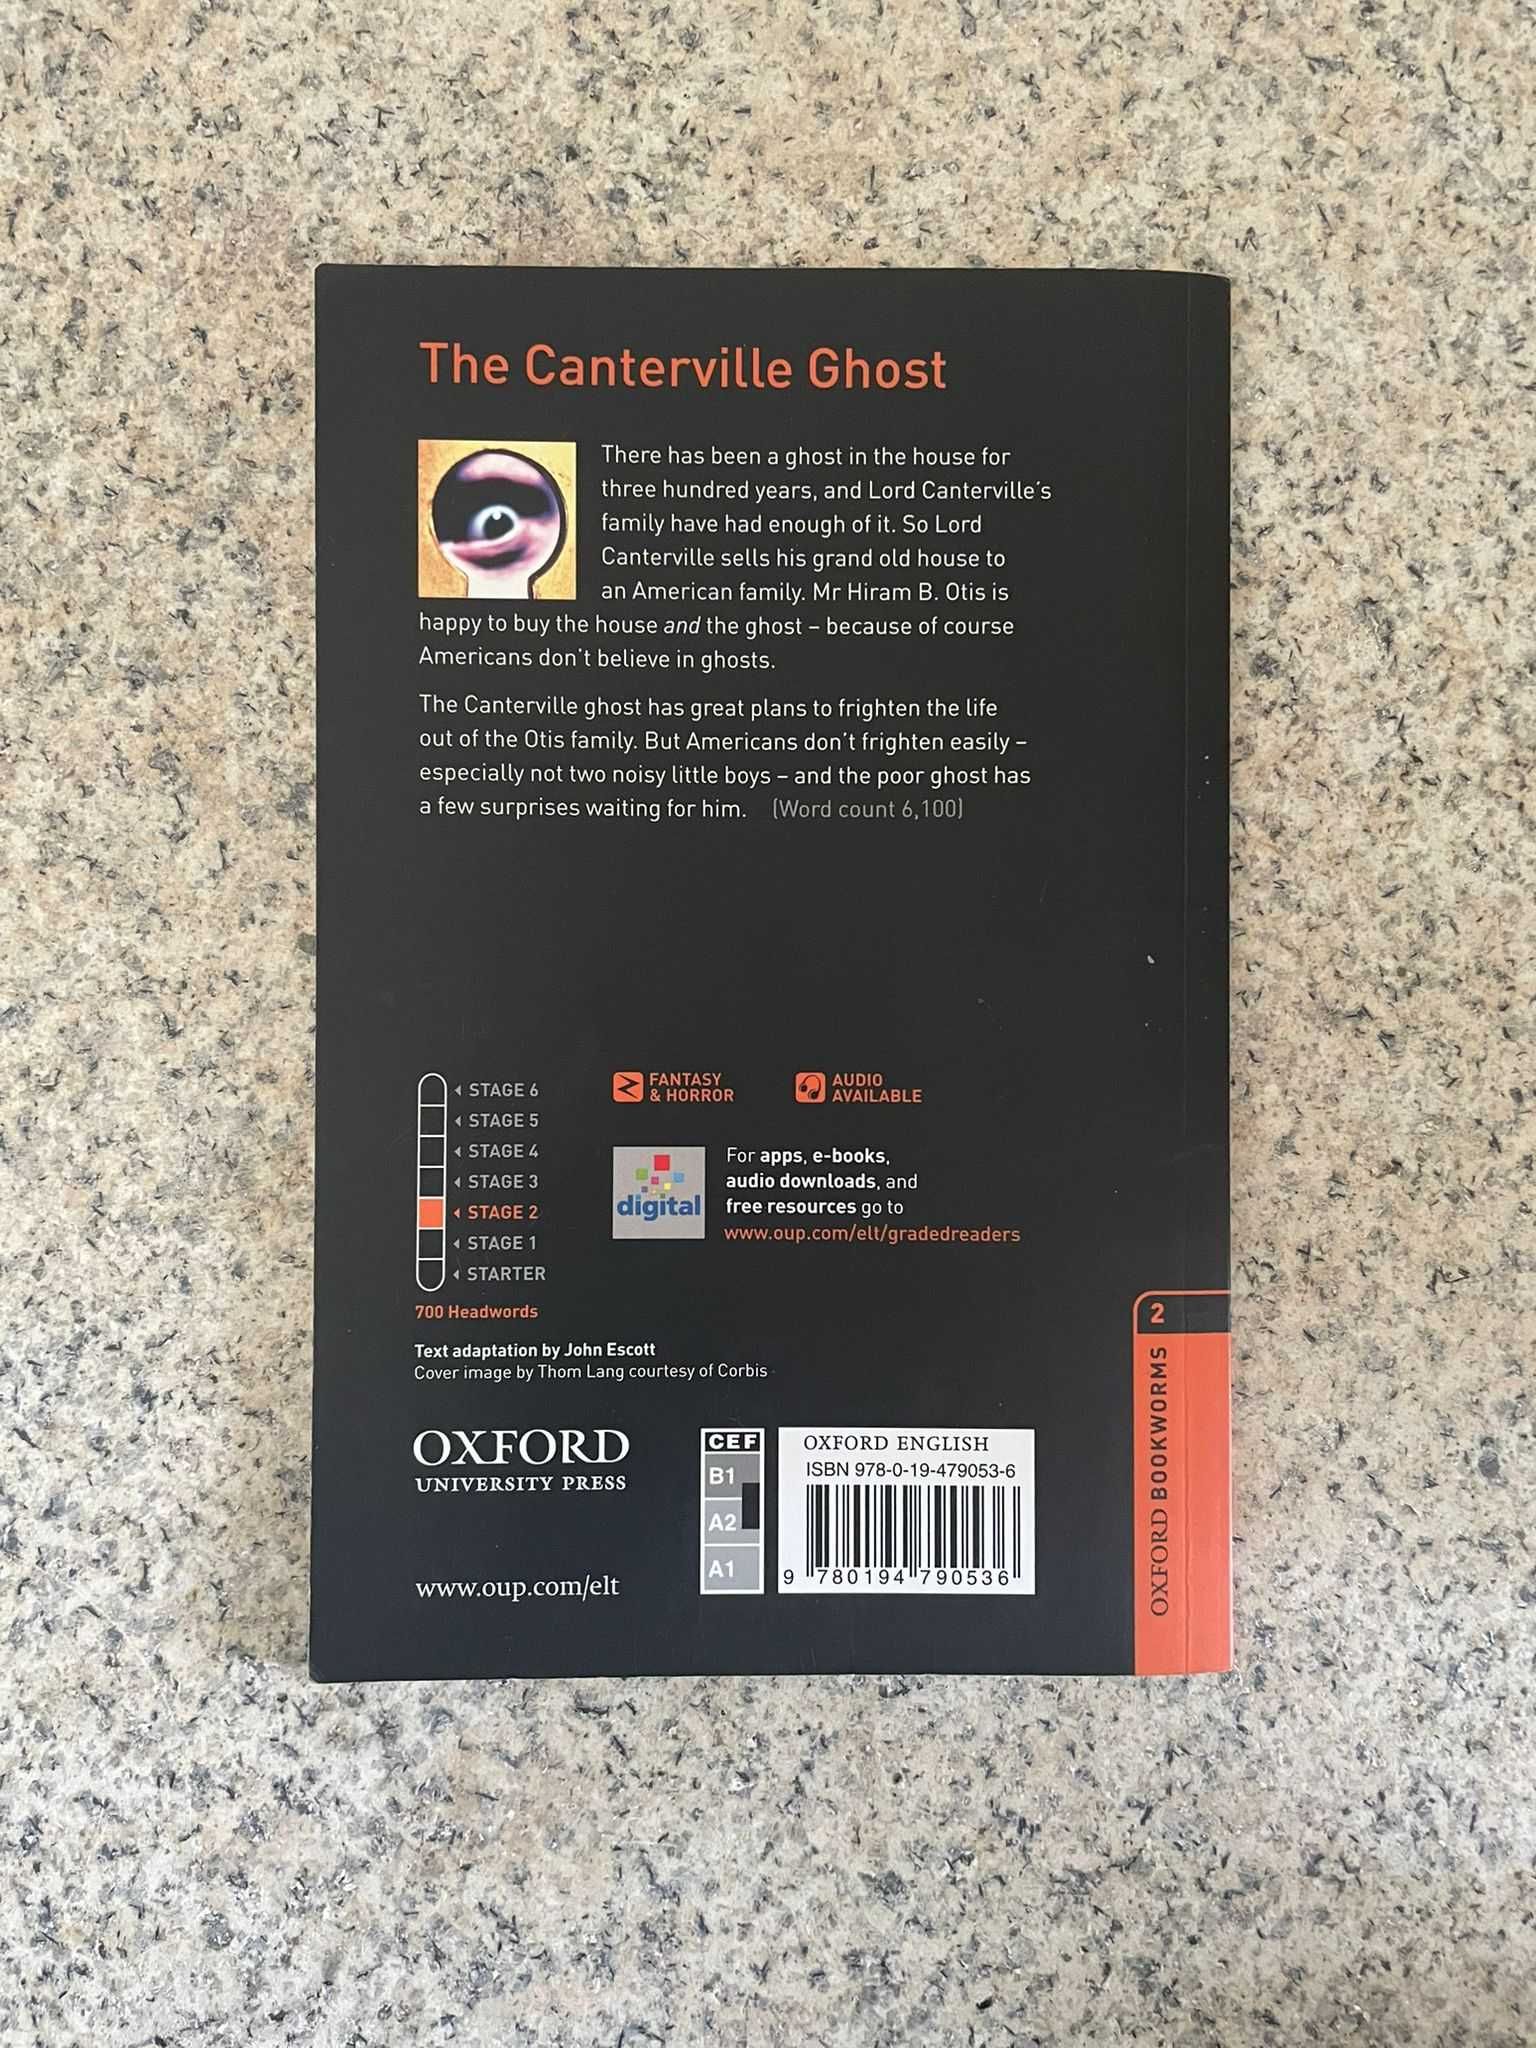 The Canterville Ghost
There has been a ghost in the house for
three hundred years, and Lord Canterville's
family have had enough of it. So Lord
Canterville sells his grand old house to
an American family. Mr Hiram B. Otis is
happy to buy the house and the ghost – because of course
Americans don't believe in ghosts.
The Canterville ghost has great plans to frighten the life
out of the Otis family. But Americans don't frighten easily –
especially not two noisy little boys – and the poor ghost has
a few surprises waiting for him. (Word count 6,100)
STAGE 6
STAGE 5
STAGE 4
STAGE 3
STAGE 2
STAGE 1
STARTER
700 Headwords
FANTASY
& HORROR
AUDIO
AVAILABLE
digital
For apps, e-books,
audio downloads, and
free resources go to
www.oup.com/elt/gradedreaders
Text adaptation by John Escott
Cover image by Thom Lang courtesy of Corbis
OXFORD
UNIVERSITY PRESS
www.oup.com/elt
CEF
B1
A2
A1
OXFORD ENGLISH
ISBN 978-0-19-479053-6
9 780194 790536
2
OXFORD BOOKWORMS